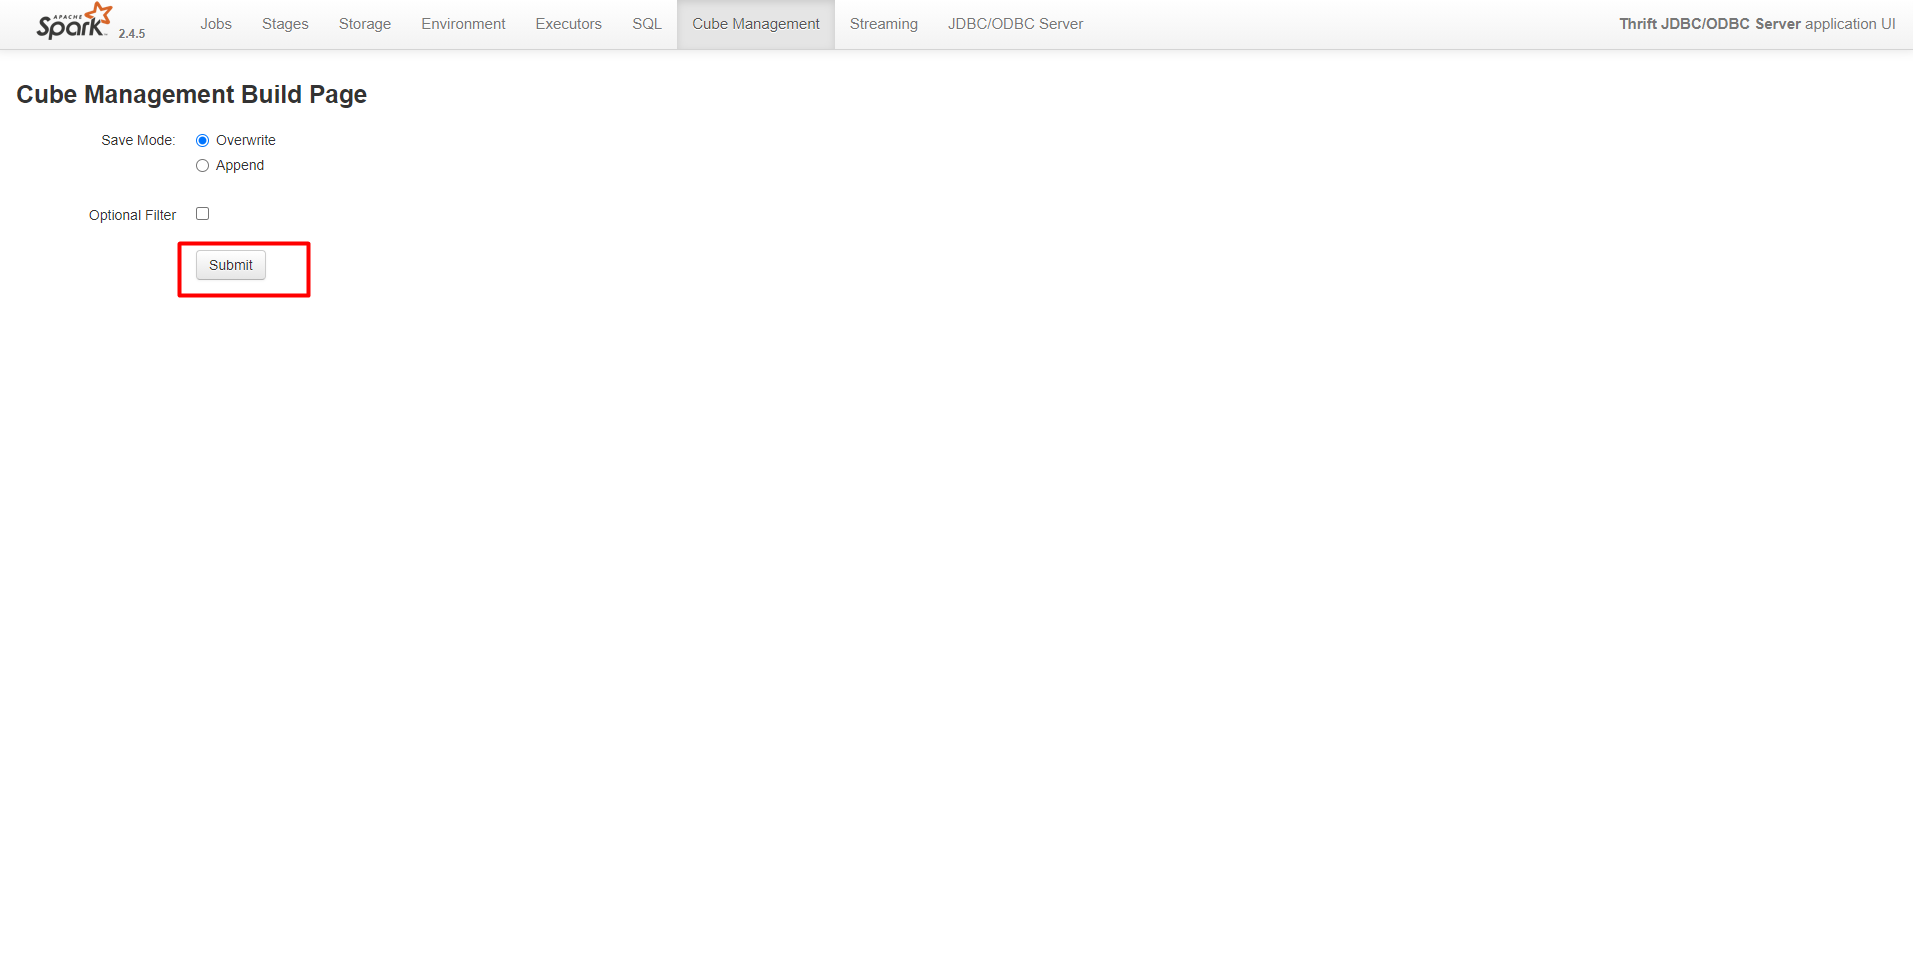 APACHE
Spark 2.4.5 Jobs Stages Storage Environment Executors SQL Cube Management Streaming JDBC/ODBC Server Thrift JDBC/ODBC Server application UI
Cube Management Build Page
Save Mode: Overwrite
Append
Optional Filter
Submit